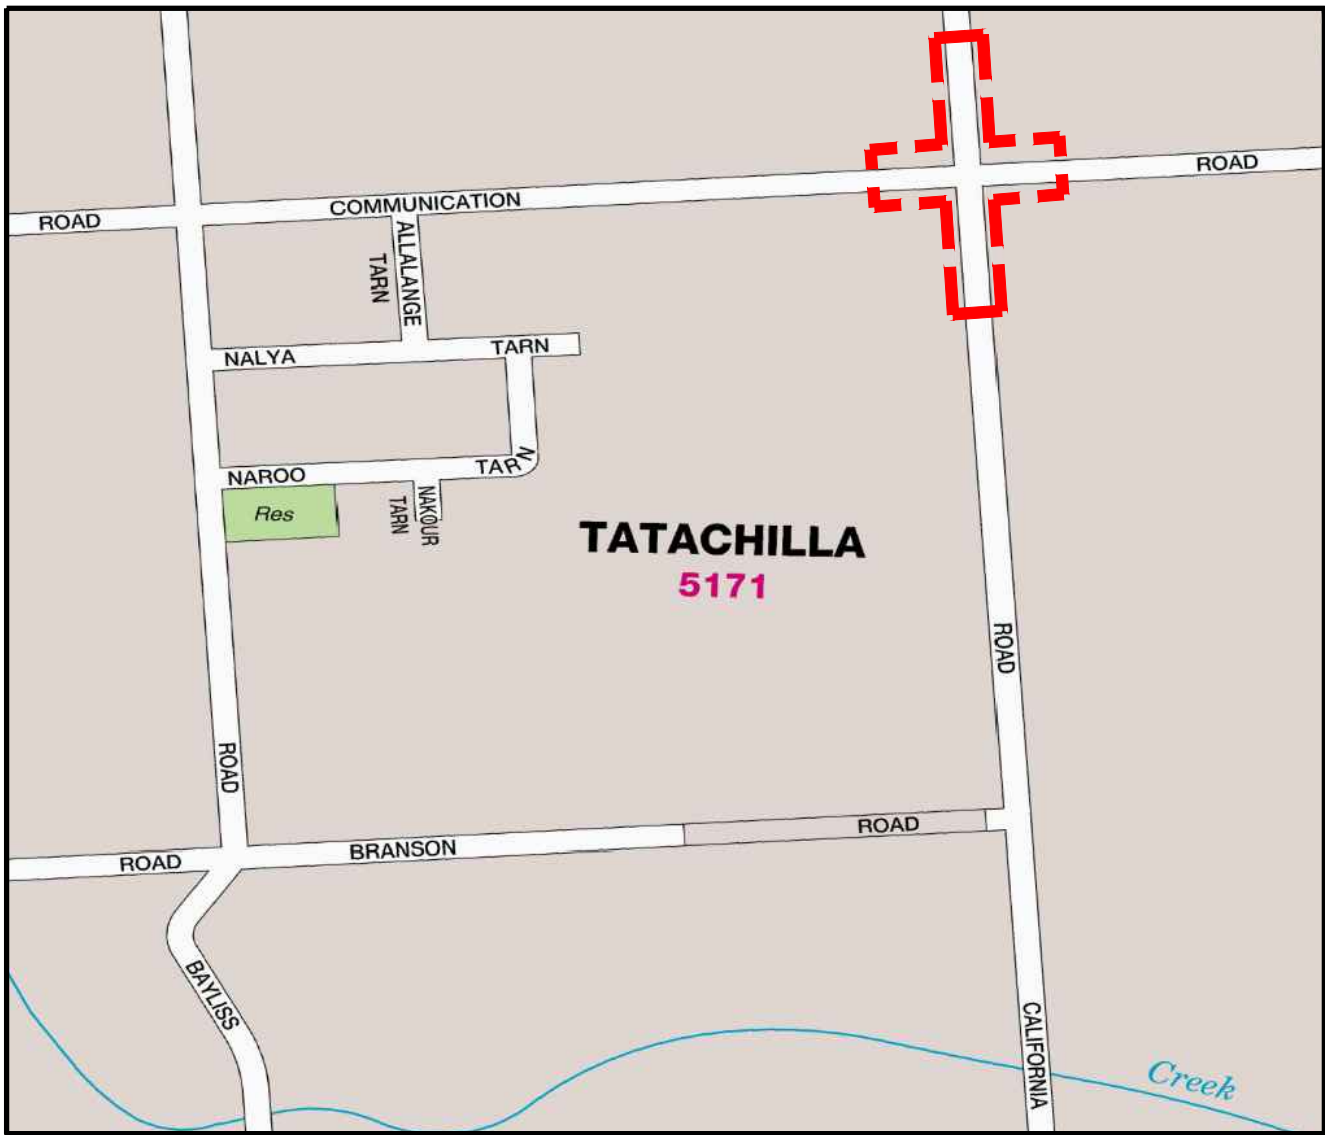 ROAD
ROAD
COMMUNICATION
ALLALANGE
TARN
NALYA
TARN
NAROO
TARN
Res
NAKOUR
TARN
TATACHILLA
5171
ROAD
ROAD
ROAD
BRANSON
ROAD
BAYLISS
CALIFORNIA
Creek